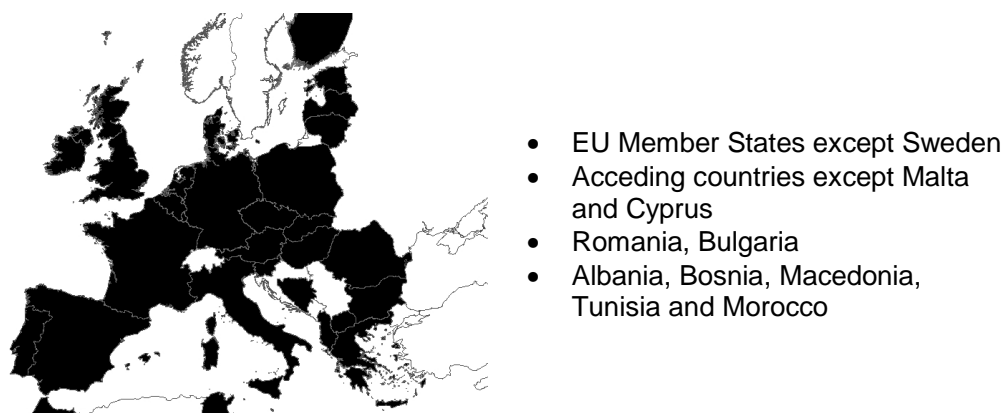 • EU Member States except Sweden
• Acceding countries except Malta
and Cyprus
• Romania, Bulgaria
• Albania, Bosnia, Macedonia,
Tunisia and Morocco